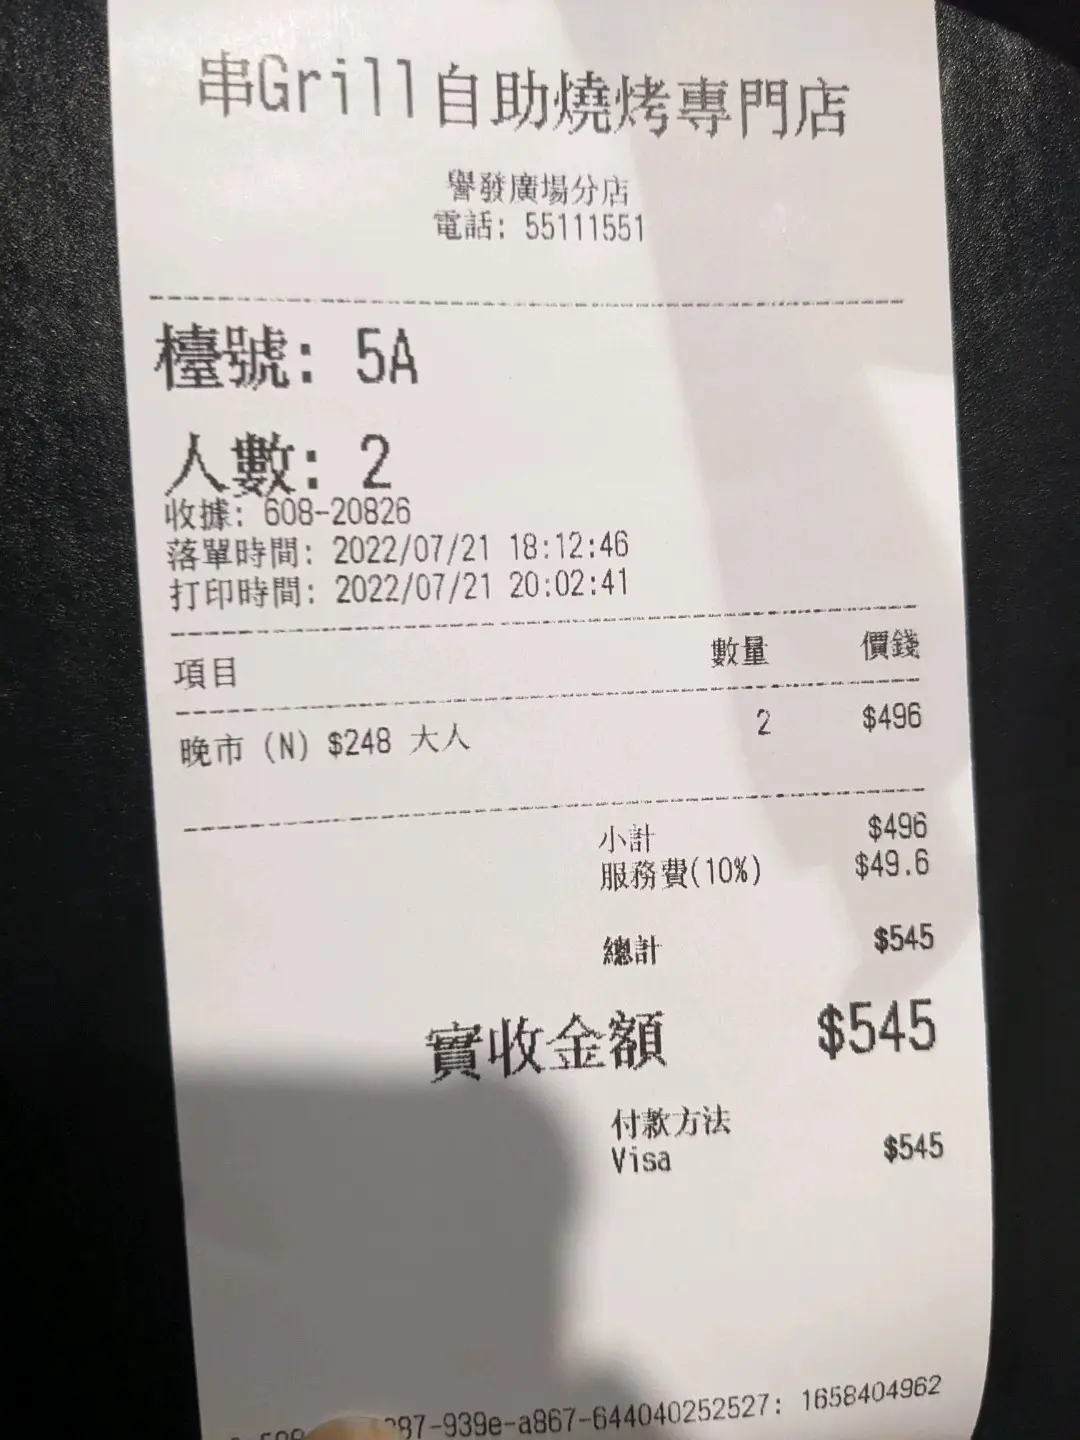 串Grill自助燒烤專門店
譽發廣場分店
電話: 55111551
檯號: 5A
人數: 2
收據: 608-20826
落單時間: 2022/07/21 18:12:46
打印時間: 2022/07/21 20:02:41
項目 數量 價錢
晚市 (N) $248 大人 2 $496
小計 $496
服務費(10%) $49.6
總計 $545
實收金額 $545
付款方法
Visa $545
87-939e-a867-644040252527: 1658404962